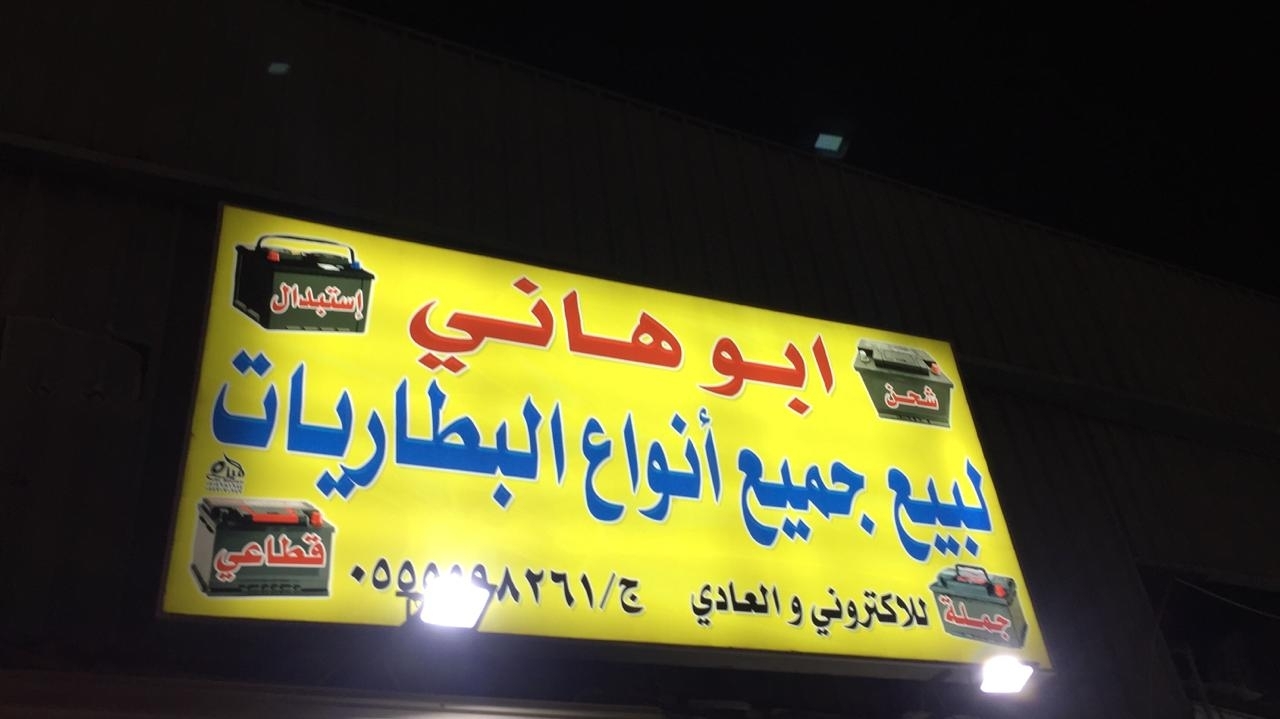 ابو هاني
شحن
إستبدال
لبيع جميع أنواع البطاريات
للاكتروني و العادي
ج/
جملة
قطاعي